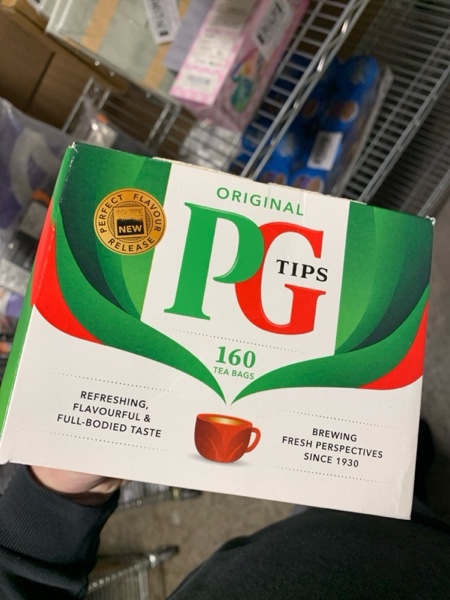 ORIGINAL
PERFECT FLAVOUR
NEW
RELEASE
PG
TIPS
160
TEA BAGS
REFRESHING,
FLAVOURFUL &
FULL-BODIED TASTE
BREWING
FRESH PERSPECTIVES
SINCE 1930